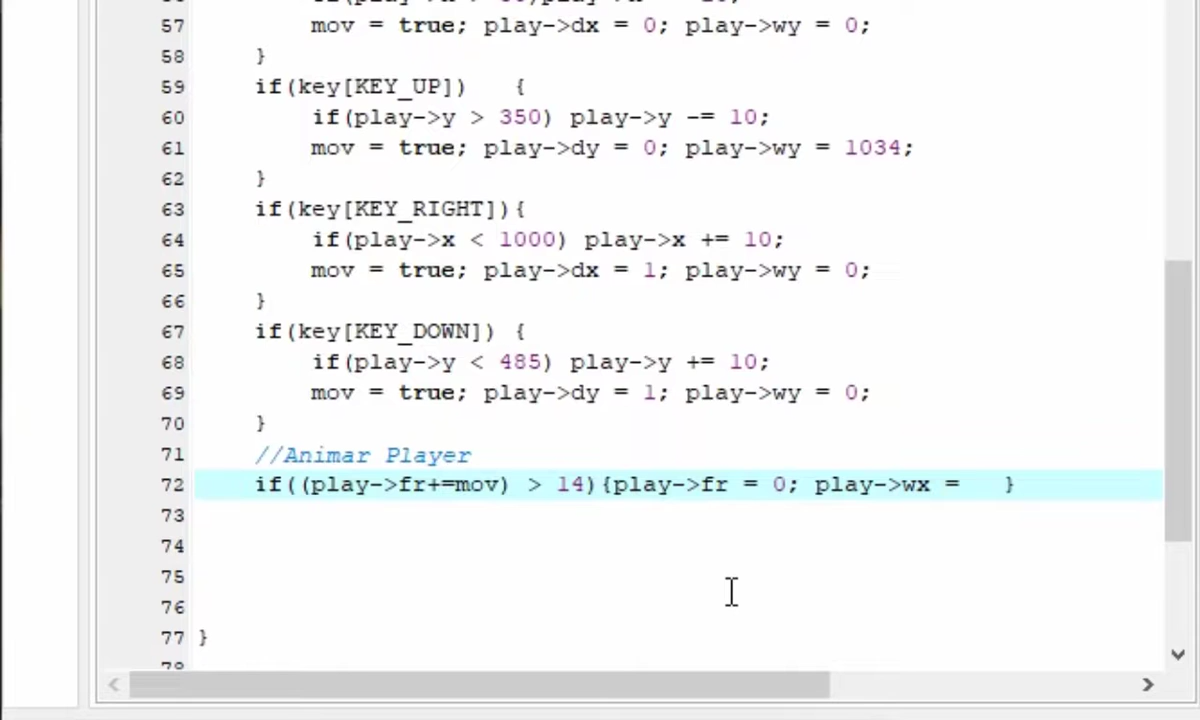 57 mov = true; play->dx = 0; play->wy = 0;
58 }
59 if(key[KEY_UP]) {
60 if(play->y > 350) play->y -= 10;
61 mov = true; play->dy = 0; play->wy = 1034;
62 }
63 if(key[KEY_RIGHT]){
64 if(play->x < 1000) play->x += 10;
65 mov = true; play->dx = 1; play->wy = 0;
66 }
67 if(key[KEY_DOWN]) {
68 if(play->y < 485) play->y += 10;
69 mov = true; play->dy = 1; play->wy = 0;
70 }
71 //Animar Player
72 if((play->fr+=mov) > 14){play->fr = 0; play->wx = }
73
74
75
76
77 }
78